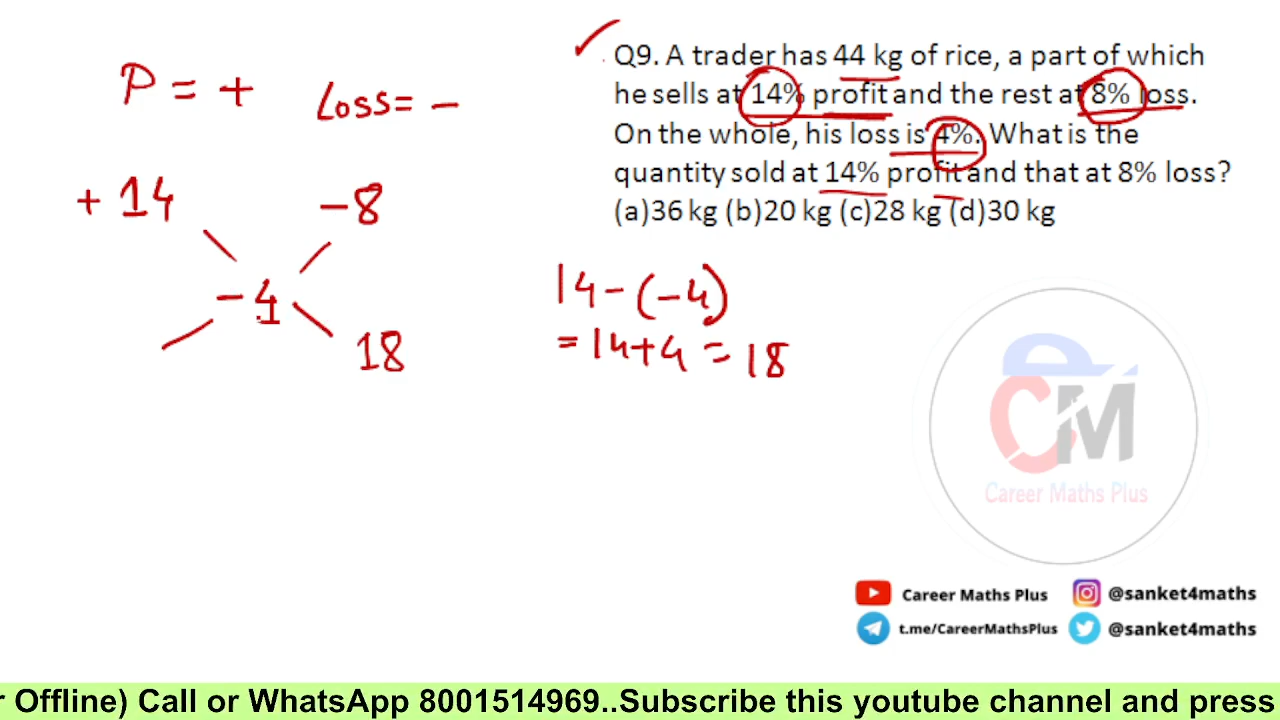 P = +
Loss= -
+ 14
- 8
- 4
18
Q9. A trader has 44 kg of rice, a part of which
he sells at 14% profit and the rest at 8% loss.
On the whole, his loss is 4%. What is the
quantity sold at 14% profit and that at 8% loss?
(a)36 kg (b)20 kg (c)28 kg (d)30 kg
14-(-4)
= 14+4 = 18
e
CM
Career Maths Plus
Career Maths Plus
@sanket4maths
t.me/CareerMathsPlus
@sanket4maths
r Offline) Call or WhatsApp 8001514969..Subscribe this youtube channel and press